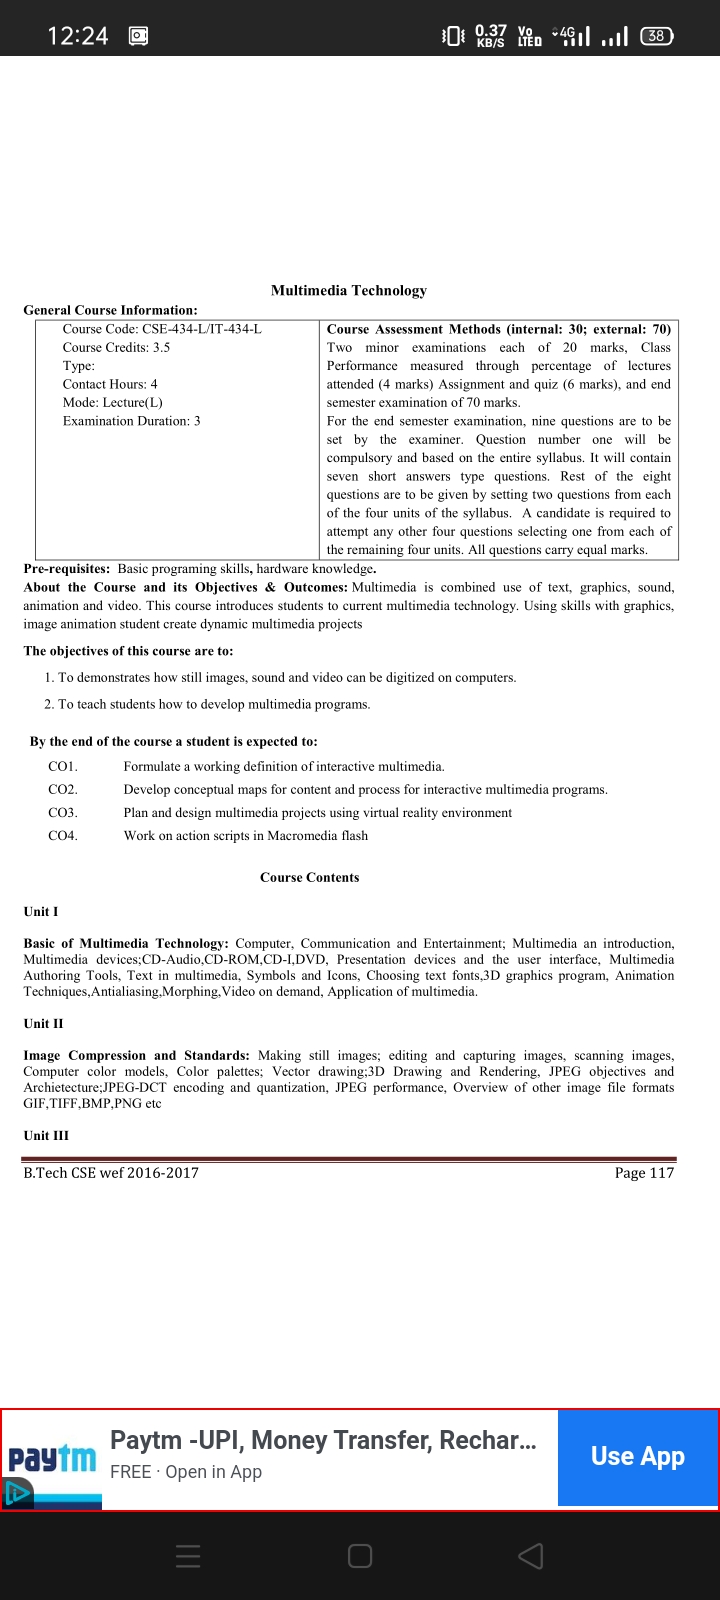 12:24
0.37 KB/S Vo LTED 4G 38
Multimedia Technology
General Course Information:
Course Code: CSE-434-L/IT-434-L
Course Credits: 3.5
Type:
Contact Hours: 4
Mode: Lecture(L)
Examination Duration: 3
Course Assessment Methods (internal: 30; external: 70)
Two minor examinations each of 20 marks, Class
Performance measured through percentage of lectures
attended (4 marks) Assignment and quiz (6 marks), and end
semester examination of 70 marks.
For the end semester examination, nine questions are to be
set by the examiner. Question number one will be
compulsory and based on the entire syllabus. It will contain
seven short answers type questions. Rest of the eight
questions are to be given by setting two questions from each
of the four units of the syllabus. A candidate is required to
attempt any other four questions selecting one from each of
the remaining four units. All questions carry equal marks.
Pre-requisites: Basic programing skills, hardware knowledge.
About the Course and its Objectives & Outcomes: Multimedia is combined use of text, graphics, sound,
animation and video. This course introduces students to current multimedia technology. Using skills with graphics,
image animation student create dynamic multimedia projects
The objectives of this course are to:
1. To demonstrates how still images, sound and video can be digitized on computers.
2. To teach students how to develop multimedia programs.
By the end of the course a student is expected to:
CO1. Formulate a working definition of interactive multimedia.
CO2. Develop conceptual maps for content and process for interactive multimedia programs.
CO3. Plan and design multimedia projects using virtual reality environment
CO4. Work on action scripts in Macromedia flash
Course Contents
Unit I
Basic of Multimedia Technology: Computer, Communication and Entertainment; Multimedia an introduction,
Multimedia devices;CD-Audio,CD-ROM,CD-I,DVD, Presentation devices and the user interface, Multimedia
Authoring Tools, Text in multimedia, Symbols and Icons, Choosing text fonts,3D graphics program, Animation
Techniques,Antialiasing,Morphing,Video on demand, Application of multimedia.
Unit II
Image Compression and Standards: Making still images; editing and capturing images, scanning images,
Computer color models, Color palettes; Vector drawing;3D Drawing and Rendering, JPEG objectives and
Archietecture;JPEG-DCT encoding and quantization, JPEG performance, Overview of other image file formats
GIF,TIFF,BMP,PNG etc
Unit III
B.Tech CSE wef 2016-2017 Page 117
paytm
Paytm -UPI, Money Transfer, Rechar...
FREE · Open in App
Use App